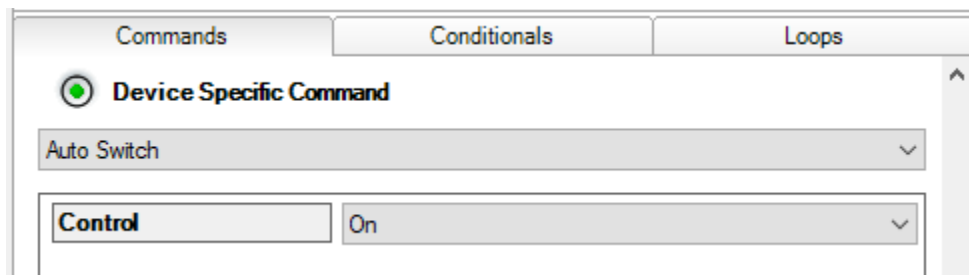 Commands Conditionals Loops
Device Specific Command
Auto Switch
Control On